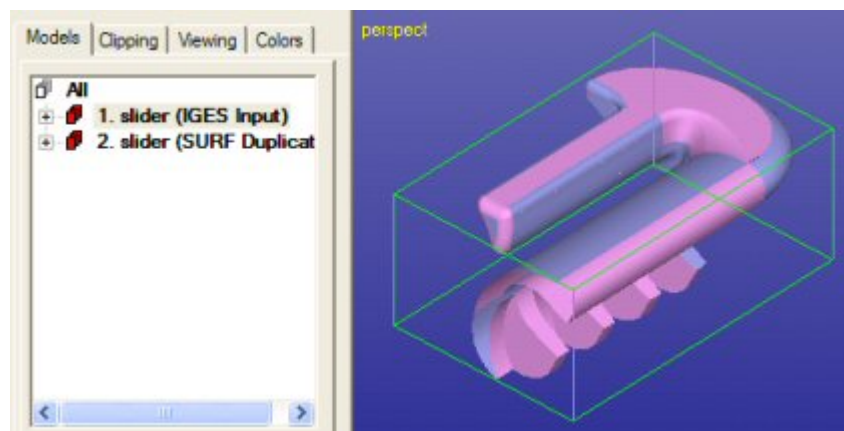 Models Clipping Viewing Colors
perspect
All
1. slider (IGES Input)
2. slider (SURF Duplicat